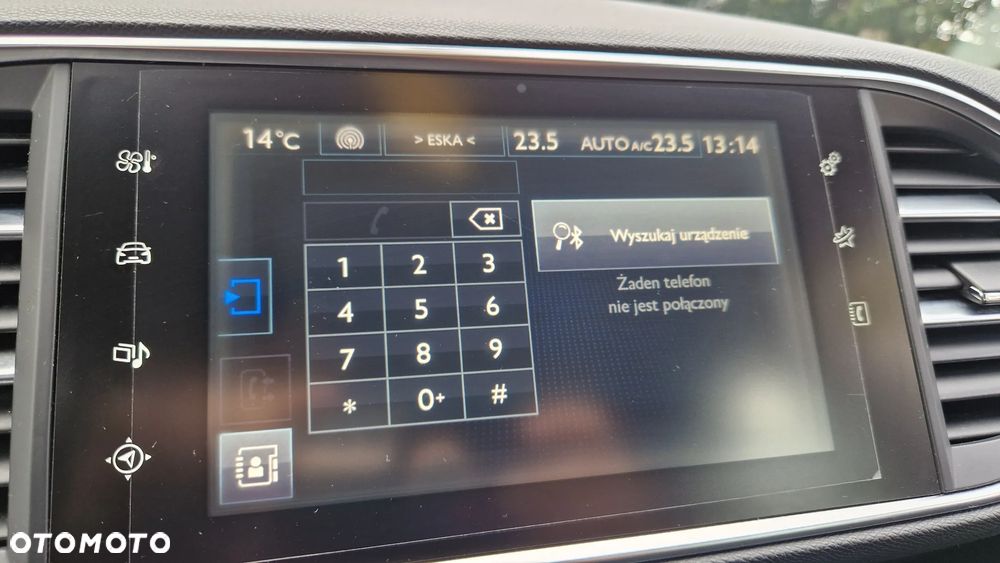 14°C > ESKA < 23.5 AUTO A/C 23.5 13:14
Wyszukaj urządzenie
Żaden telefon
nie jest połączony
1 2 3
4 5 6
7 8 9
* 0+ #
OTOMOTO